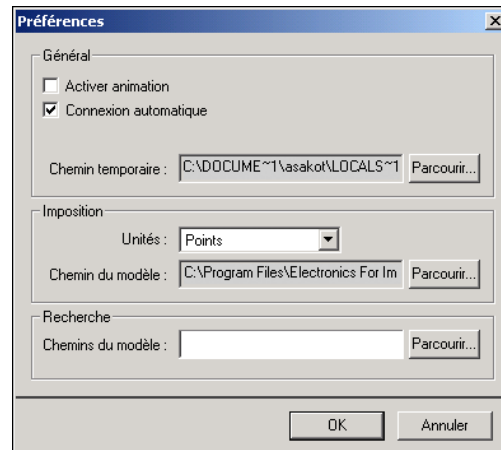 Préférences
Général
Activer animation
Connexion automatique
Chemin temporaire : C:\DOCUME~1\asakot\LOCALS~1 Parcourir...
Imposition
Unités : Points
Chemin du modèle : C:\Program Files\Electronics For Im Parcourir...
Recherche
Chemins du modèle : Parcourir...
OK Annuler